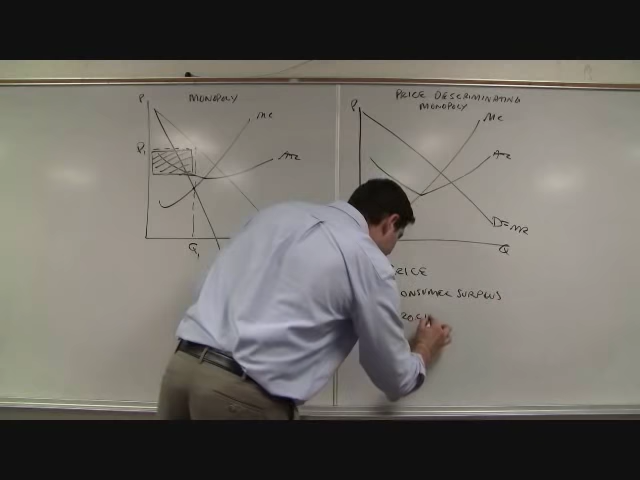 MONOPOLY
P
MC
P1
ATC
Q1
PRICE DISCRIMINATING
MONOPOLY
P
MC
ATC
D=MR
Q
RICE
ONSUMER SURPLUS